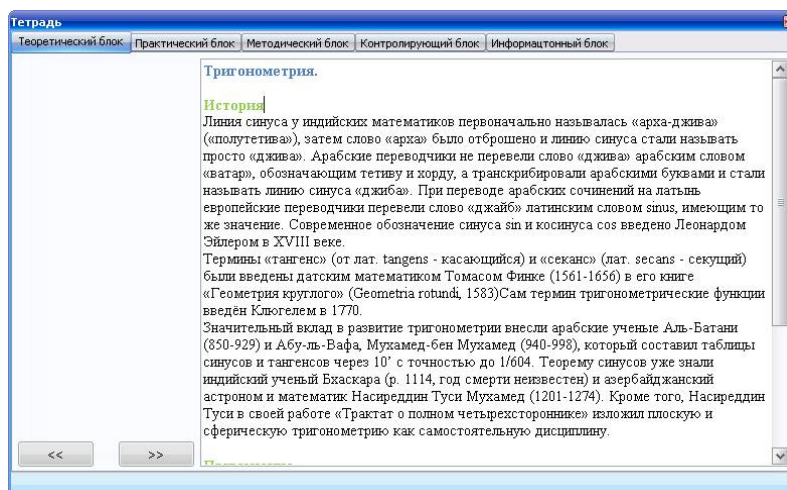 Тетрадь
Теоретический блок Практический блок Методический блок Контролирующий блок Информацтонный блок
Тригонометрия.
История
Линия синуса у индийских математиков первоначально называлась «арха-джива»
(«полутетива»), затем слово «арха» было отброшено и линию синуса стали называть
просто «джива». Арабские переводчики не перевели слово «джива» арабским словом
«ватар», обозначающим тетиву и хорду, а транскрибировали арабскими буквами и стали
называть линию синуса «джиба». При переводе арабских сочинений на латынь
европейские переводчики перевели слово «джайб» латинским словом sinus, имеющим то
же значение. Современное обозначение синуса sin и косинуса cos введено Леонардом
Эйлером в XVIII веке.
Термины «тангенс» (от лат. tangens - касающийся) и «секанс» (лат. secans - секущий)
были введены датским математиком Томасом Финке (1561-1656) в его книге
«Геометрия круглого» (Geometria rotundi, 1583)Сам термин тригонометрические функции
введён Клюгелем в 1770.
Значительный вклад в развитие тригонометрии внесли арабские ученые Аль-Батани
(850-929) и Абу-ль-Вафа, Мухамед-бен Мухамед (940-998), который составил таблицы
синусов и тангенсов через 10’ с точностью до 1/604. Теорему синусов уже знали
индийский ученый Бхаскара (р. 1114, год смерти неизвестен) и азербайджанский
астроном и математик Насиреддин Туси Мухамед (1201-1274). Кроме того, Насиреддин
Туси в своей работе «Трактат о полном четырехстороннике» изложил плоскую и
сферическую тригонометрию как самостоятельную дисциплину.
<< >>